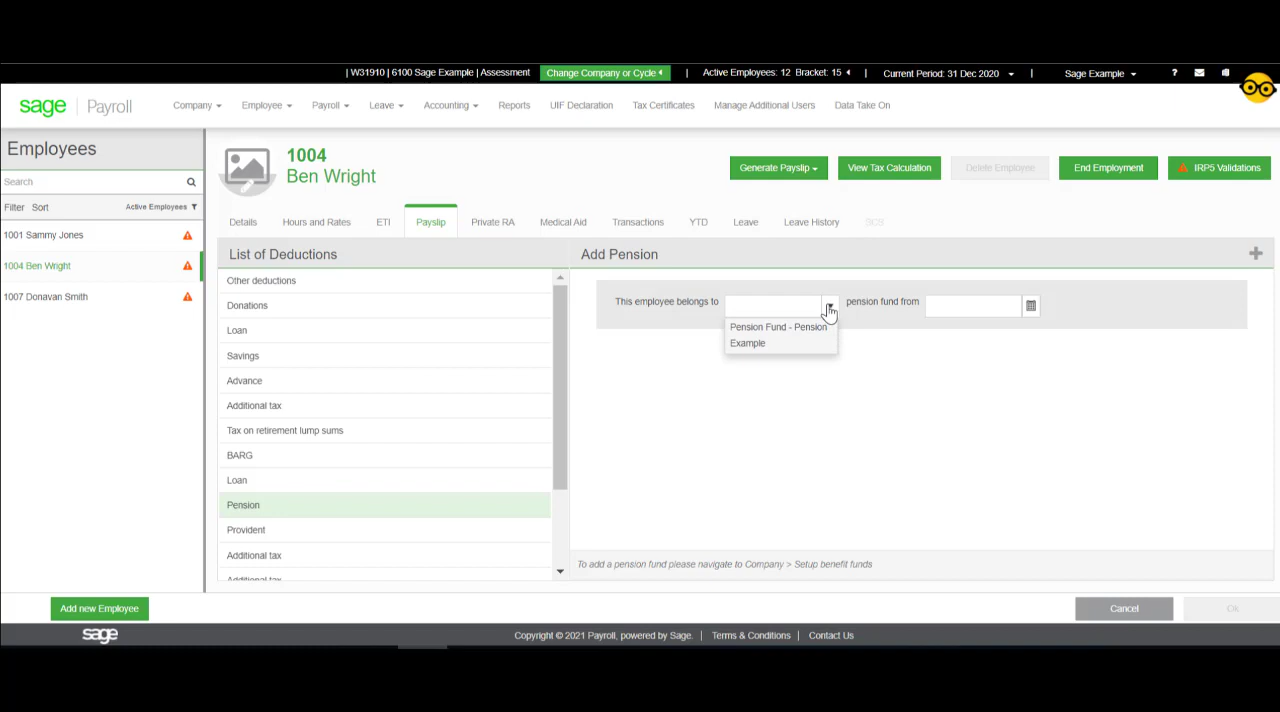 | W31910 | 6100 Sage Example | Assessment Change Company or Cycle | Active Employees: 12 Bracket: 15 | Current Period: 31 Dec 2020 | Sage Example ?
sage Payroll Company Employee Payroll Leave Accounting Reports UIF Declaration Tax Certificates Manage Additional Users Data Take On
Employees
Search
Filter Sort Active Employees
1001 Sammy Jones
1004 Ben Wright
1007 Donavan Smith
Add new Employee
1004
Ben Wright
Generate Payslip View Tax Calculation Delete Employee End Employment IRP5 Validations
Details Hours and Rates ETI Payslip Private RA Medical Aid Transactions YTD Leave Leave History
List of Deductions
Other deductions
Donations
Loan
Savings
Advance
Additional tax
Tax on retirement lump sums
BARG
Loan
Pension
Provident
Additional tax
Additional tax
Add Pension
This employee belongs to pension fund from
Pension Fund - Pension
Example
To add a pension fund please navigate to Company > Setup benefit funds
Cancel Ok
sage Copyright © 2021 Payroll, powered by Sage. | Terms & Conditions | Contact Us